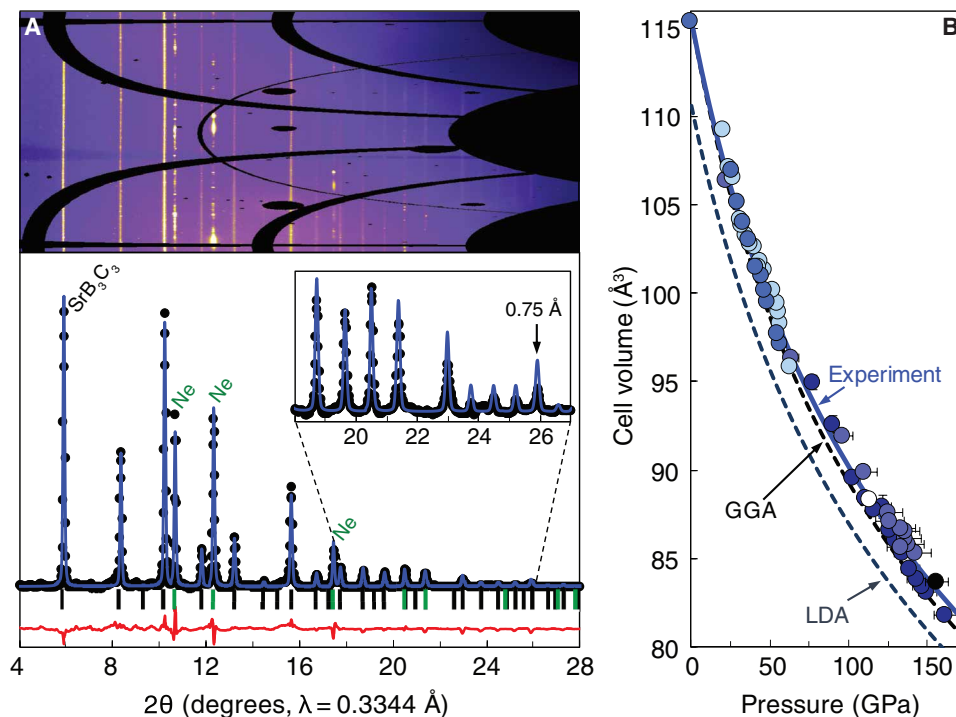 A
SrB₃C₃
Ne
Ne
Ne
0.75 Å
20 22 24 26
4 8 12 16 20 24 28
2θ (degrees, λ = 0.3344 Å)
B
115
110
105
100
95
90
85
80
Cell volume (Å³)
Experiment
GGA
LDA
0 50 100 150
Pressure (GPa)